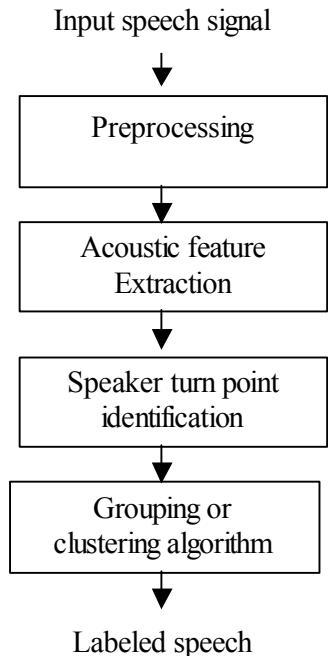 Input speech signal
Preprocessing
Acoustic feature
Extraction
Speaker turn point
identification
Grouping or
clustering algorithm
Labeled speech